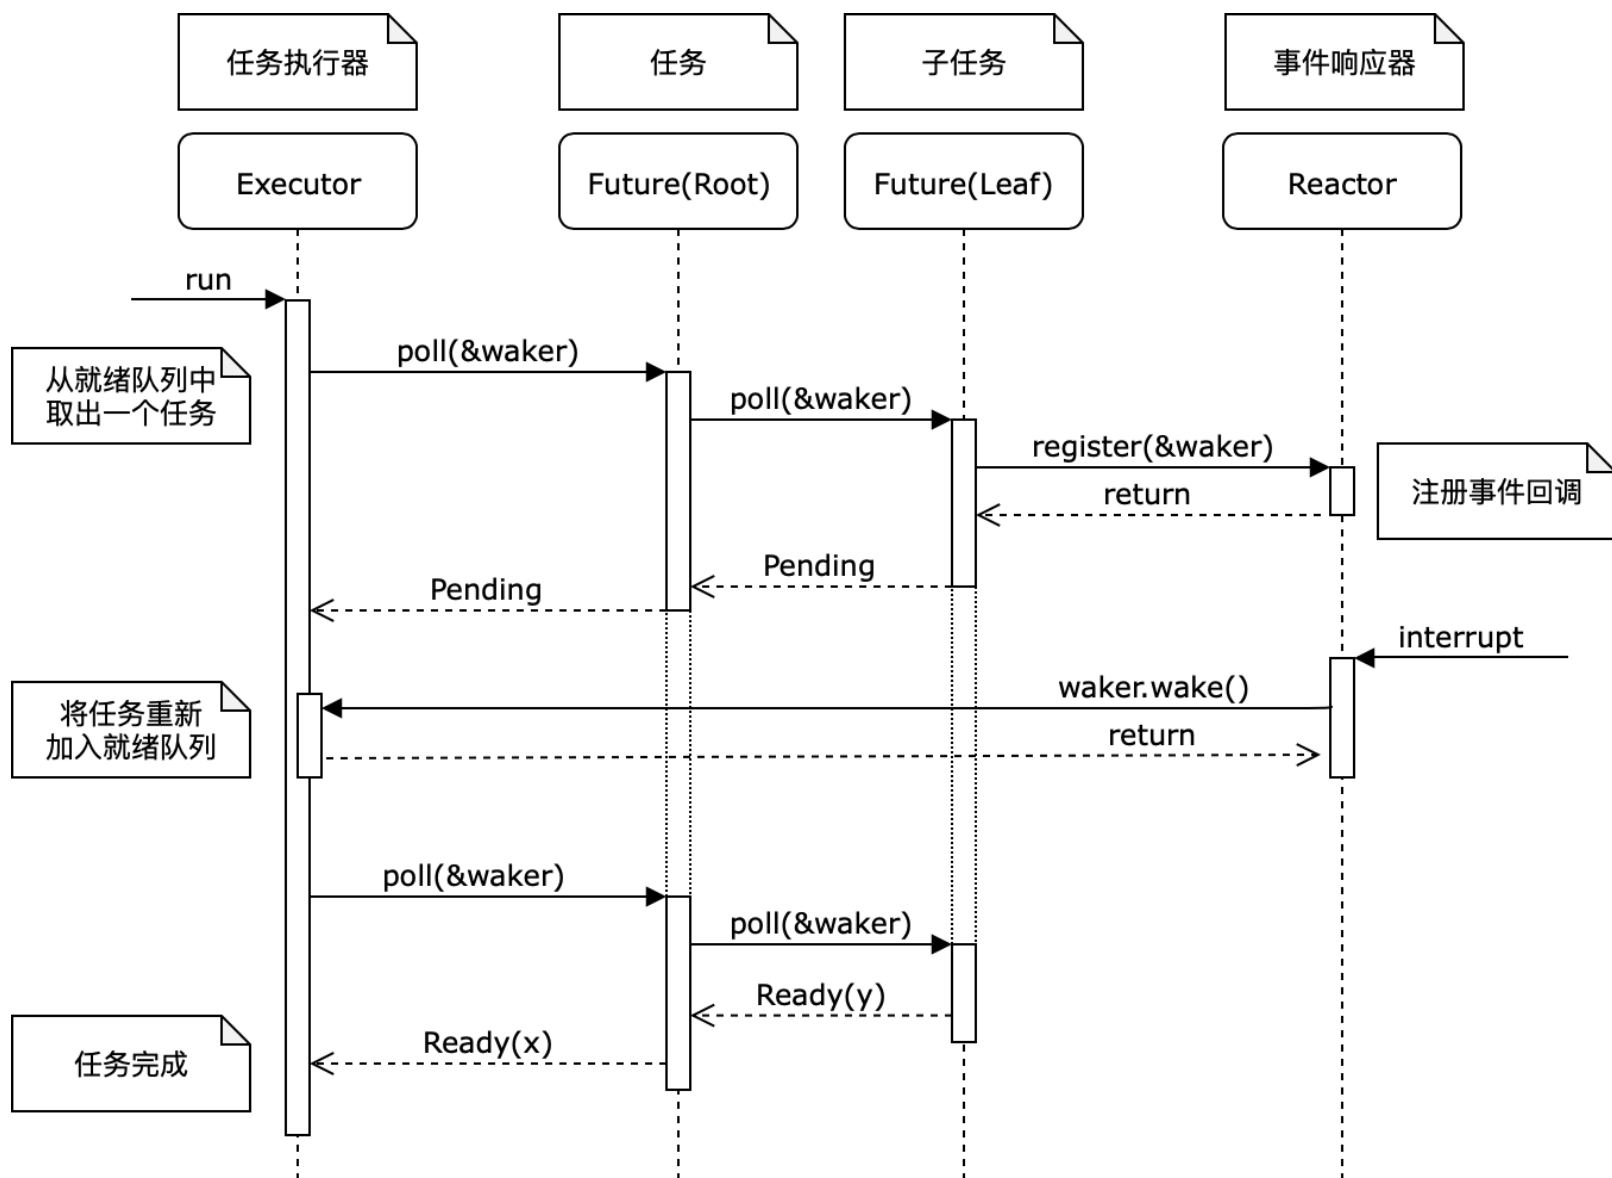 任务执行器
任务
子任务
事件响应器
Executor
Future(Root)
Future(Leaf)
Reactor
run
poll(&waker)
从就绪队列中
取出一个任务
poll(&waker)
register(&waker)
return
注册事件回调
Pending
Pending
interrupt
waker.wake()
将任务重新
加入就绪队列
return
poll(&waker)
poll(&waker)
Ready(y)
Ready(x)
任务完成